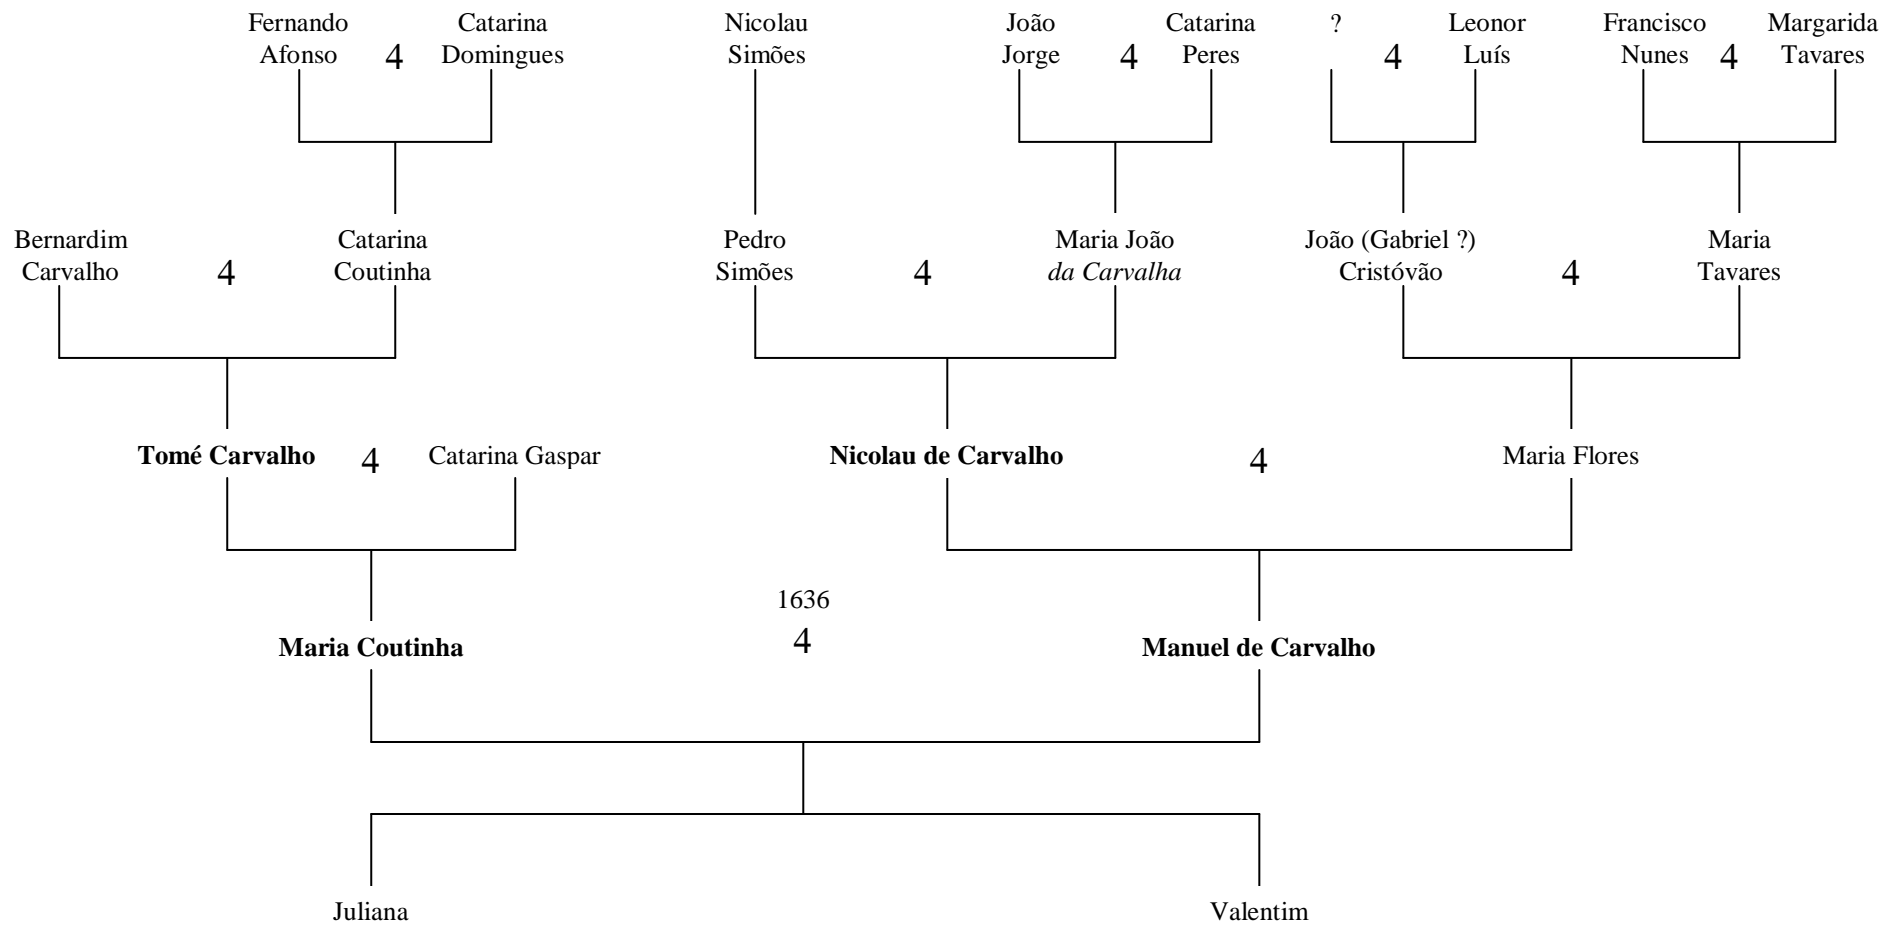 Fernando Catarina Nicolau João Catarina ? Leonor Francisco Margarida
Afonso 4 Domingues Simões Jorge 4 Peres 4 Luís Nunes 4 Tavares
Bernardim Catarina Pedro Maria João João (Gabriel ?) Maria
Carvalho 4 Coutinha Simões 4 da Carvalha Cristóvão 4 Tavares
Tomé Carvalho 4 Catarina Gaspar Nicolau de Carvalho 4 Maria Flores
1636
Maria Coutinha 4 Manuel de Carvalho
Juliana Valentim